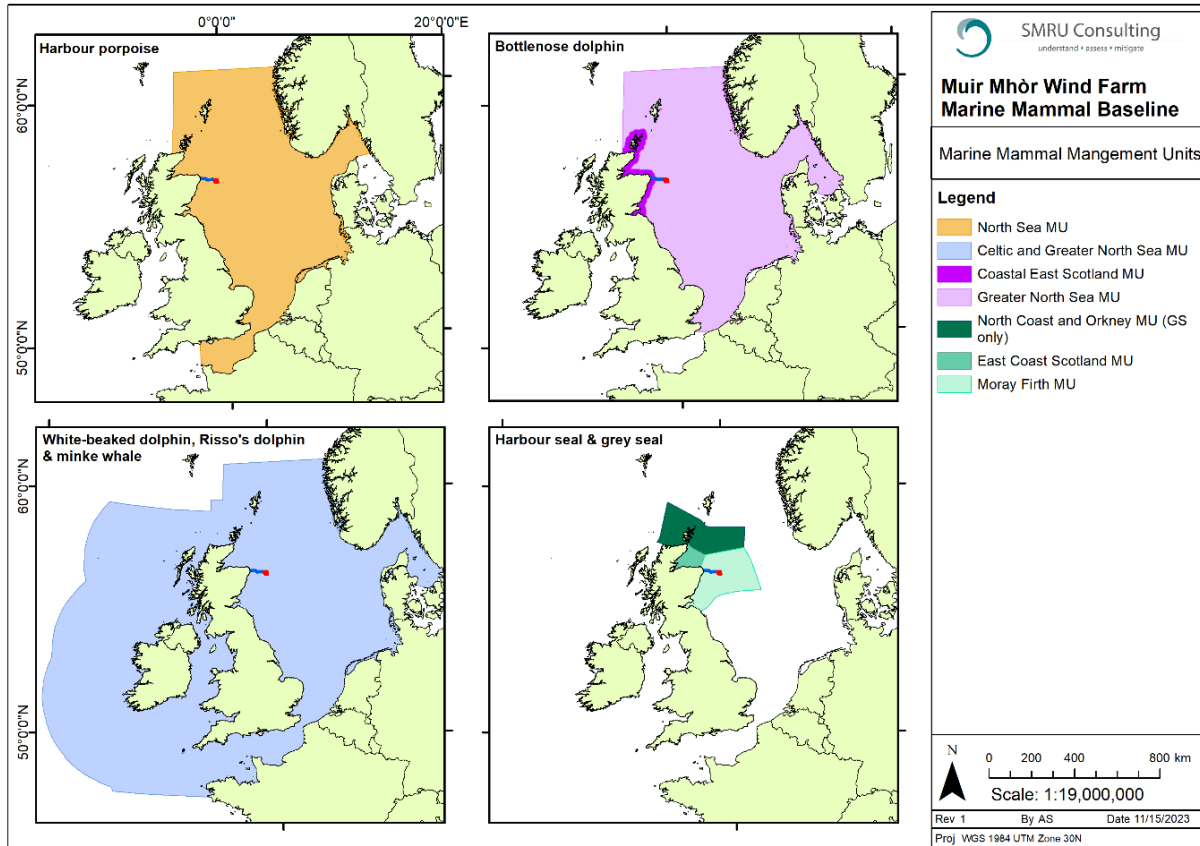 0°0'0"
20°0'0"E
Harbour porpoise
Bottlenose dolphin
60°0'0"N
50°0'0"N
White-beaked dolphin, Risso's dolphin
& minke whale
Harbour seal & grey seal
60°0'0"N
50°0'0"N
SMRU Consulting
understand • assess • mitigate
Muir Mhòr Wind Farm
Marine Mammal Baseline
Marine Mammal Mangement Units
Legend
North Sea MU
Celtic and Greater North Sea MU
Coastal East Scotland MU
Greater North Sea MU
North Coast and Orkney MU (GS
only)
East Coast Scotland MU
Moray Firth MU
N
0 200 400 800 km
Scale: 1:19,000,000
Rev 1 By AS Date 11/15/2023
Proj WGS 1984 UTM Zone 30N